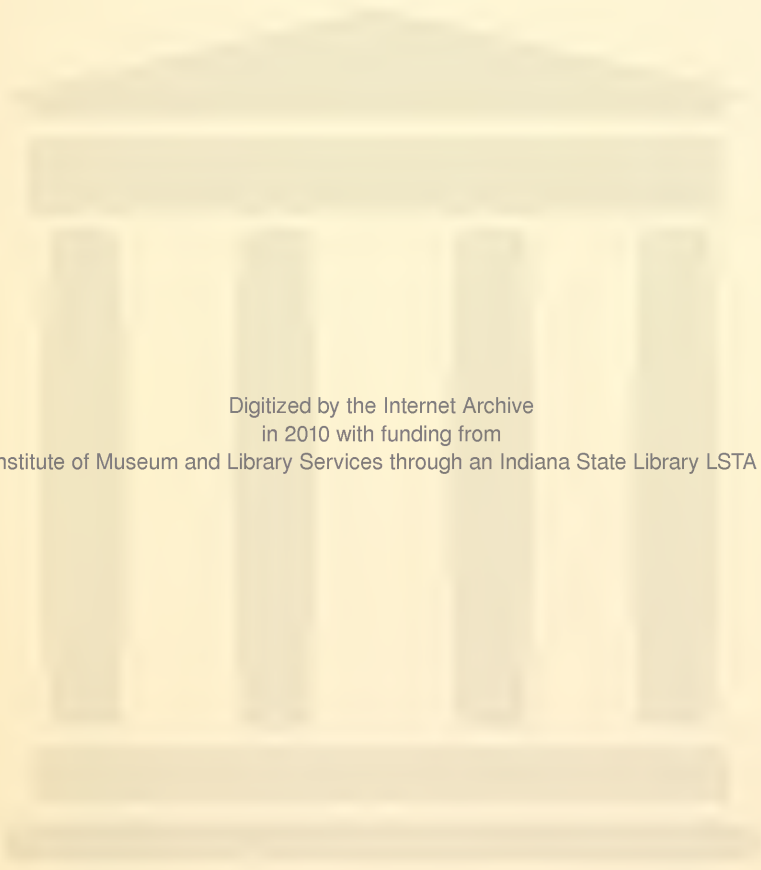 Digitized by the Internet Archive
in 2010 with funding from
nstitute of Museum and Library Services through an Indiana State Library LSTA